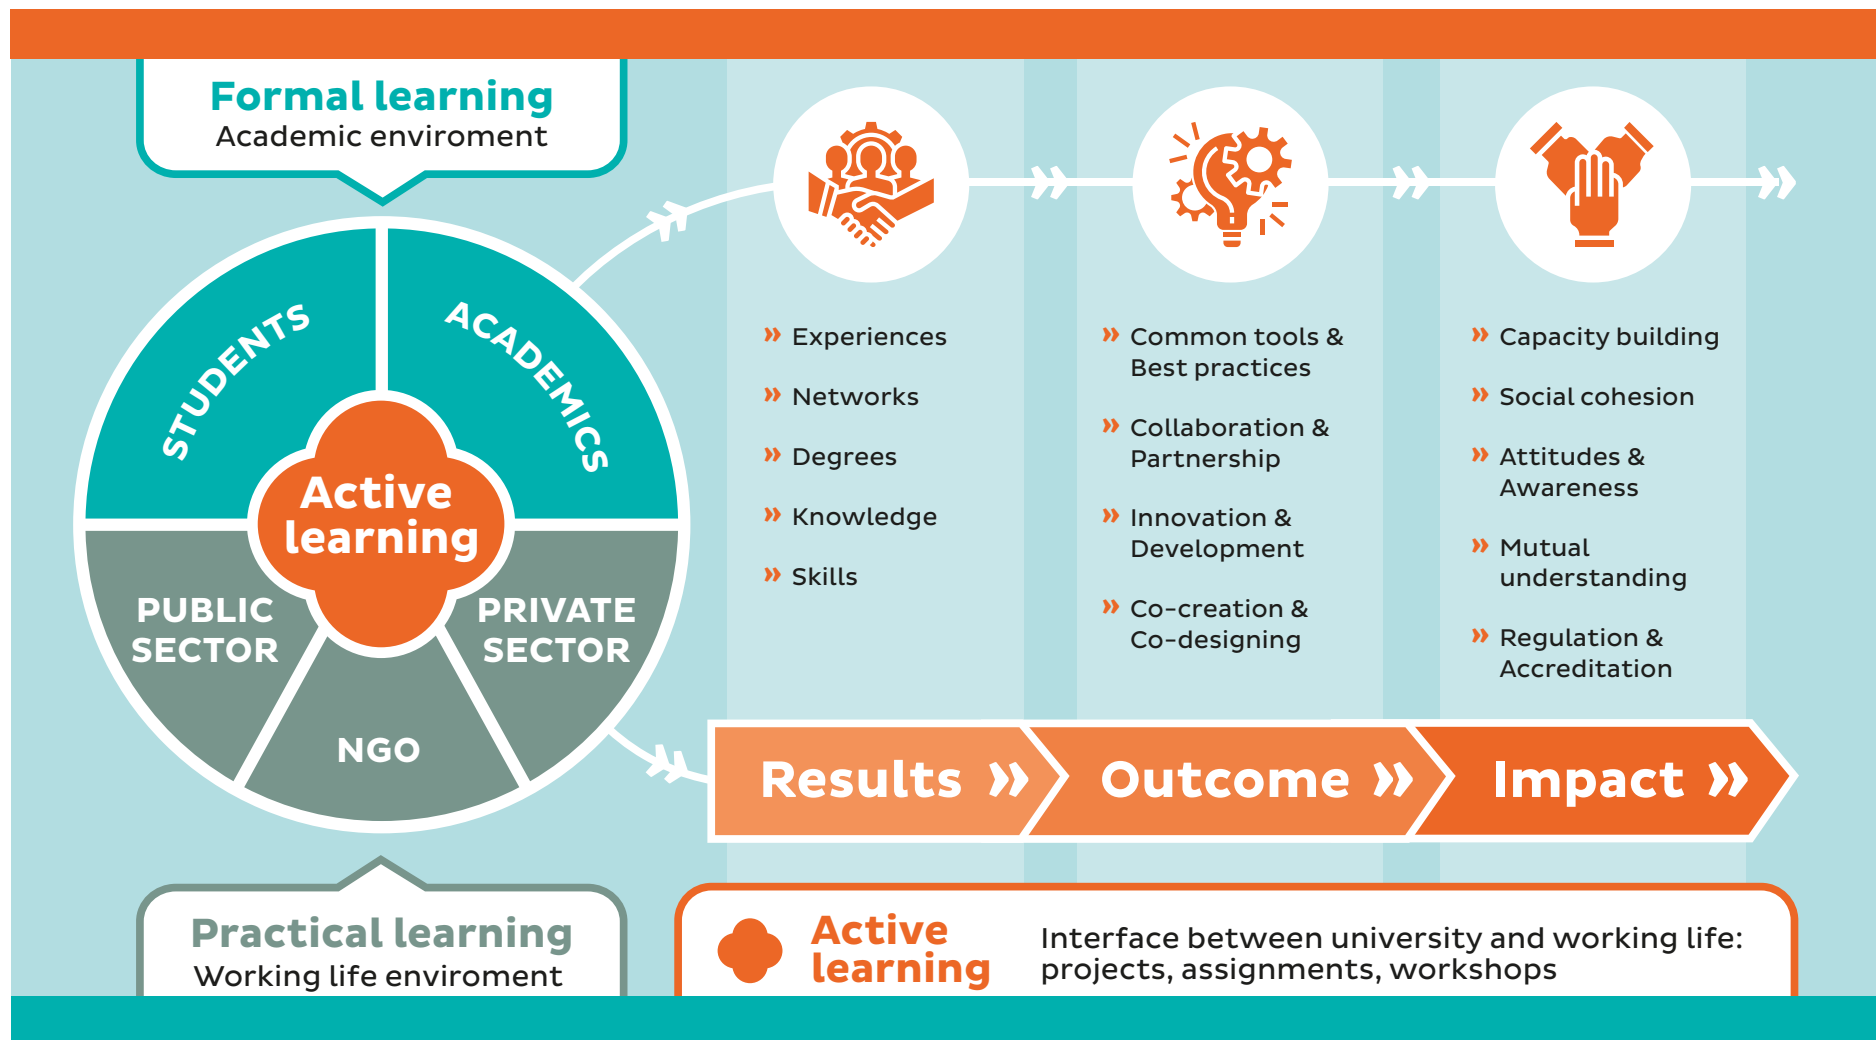 Formal learning
Academic enviroment
STUDENTS
ACADEMICS
Active
learning
PUBLIC
SECTOR
PRIVATE
SECTOR
NGO
Practical learning
Working life enviroment
Experiences
Networks
Degrees
Knowledge
Skills
Common tools &
Best practices
Collaboration &
Partnership
Innovation &
Development
Co-creation &
Co-designing
Capacity building
Social cohesion
Attitudes &
Awareness
Mutual
understanding
Regulation &
Accreditation
Results
Outcome
Impact
Active
learning
Interface between university and working life:
projects, assignments, workshops